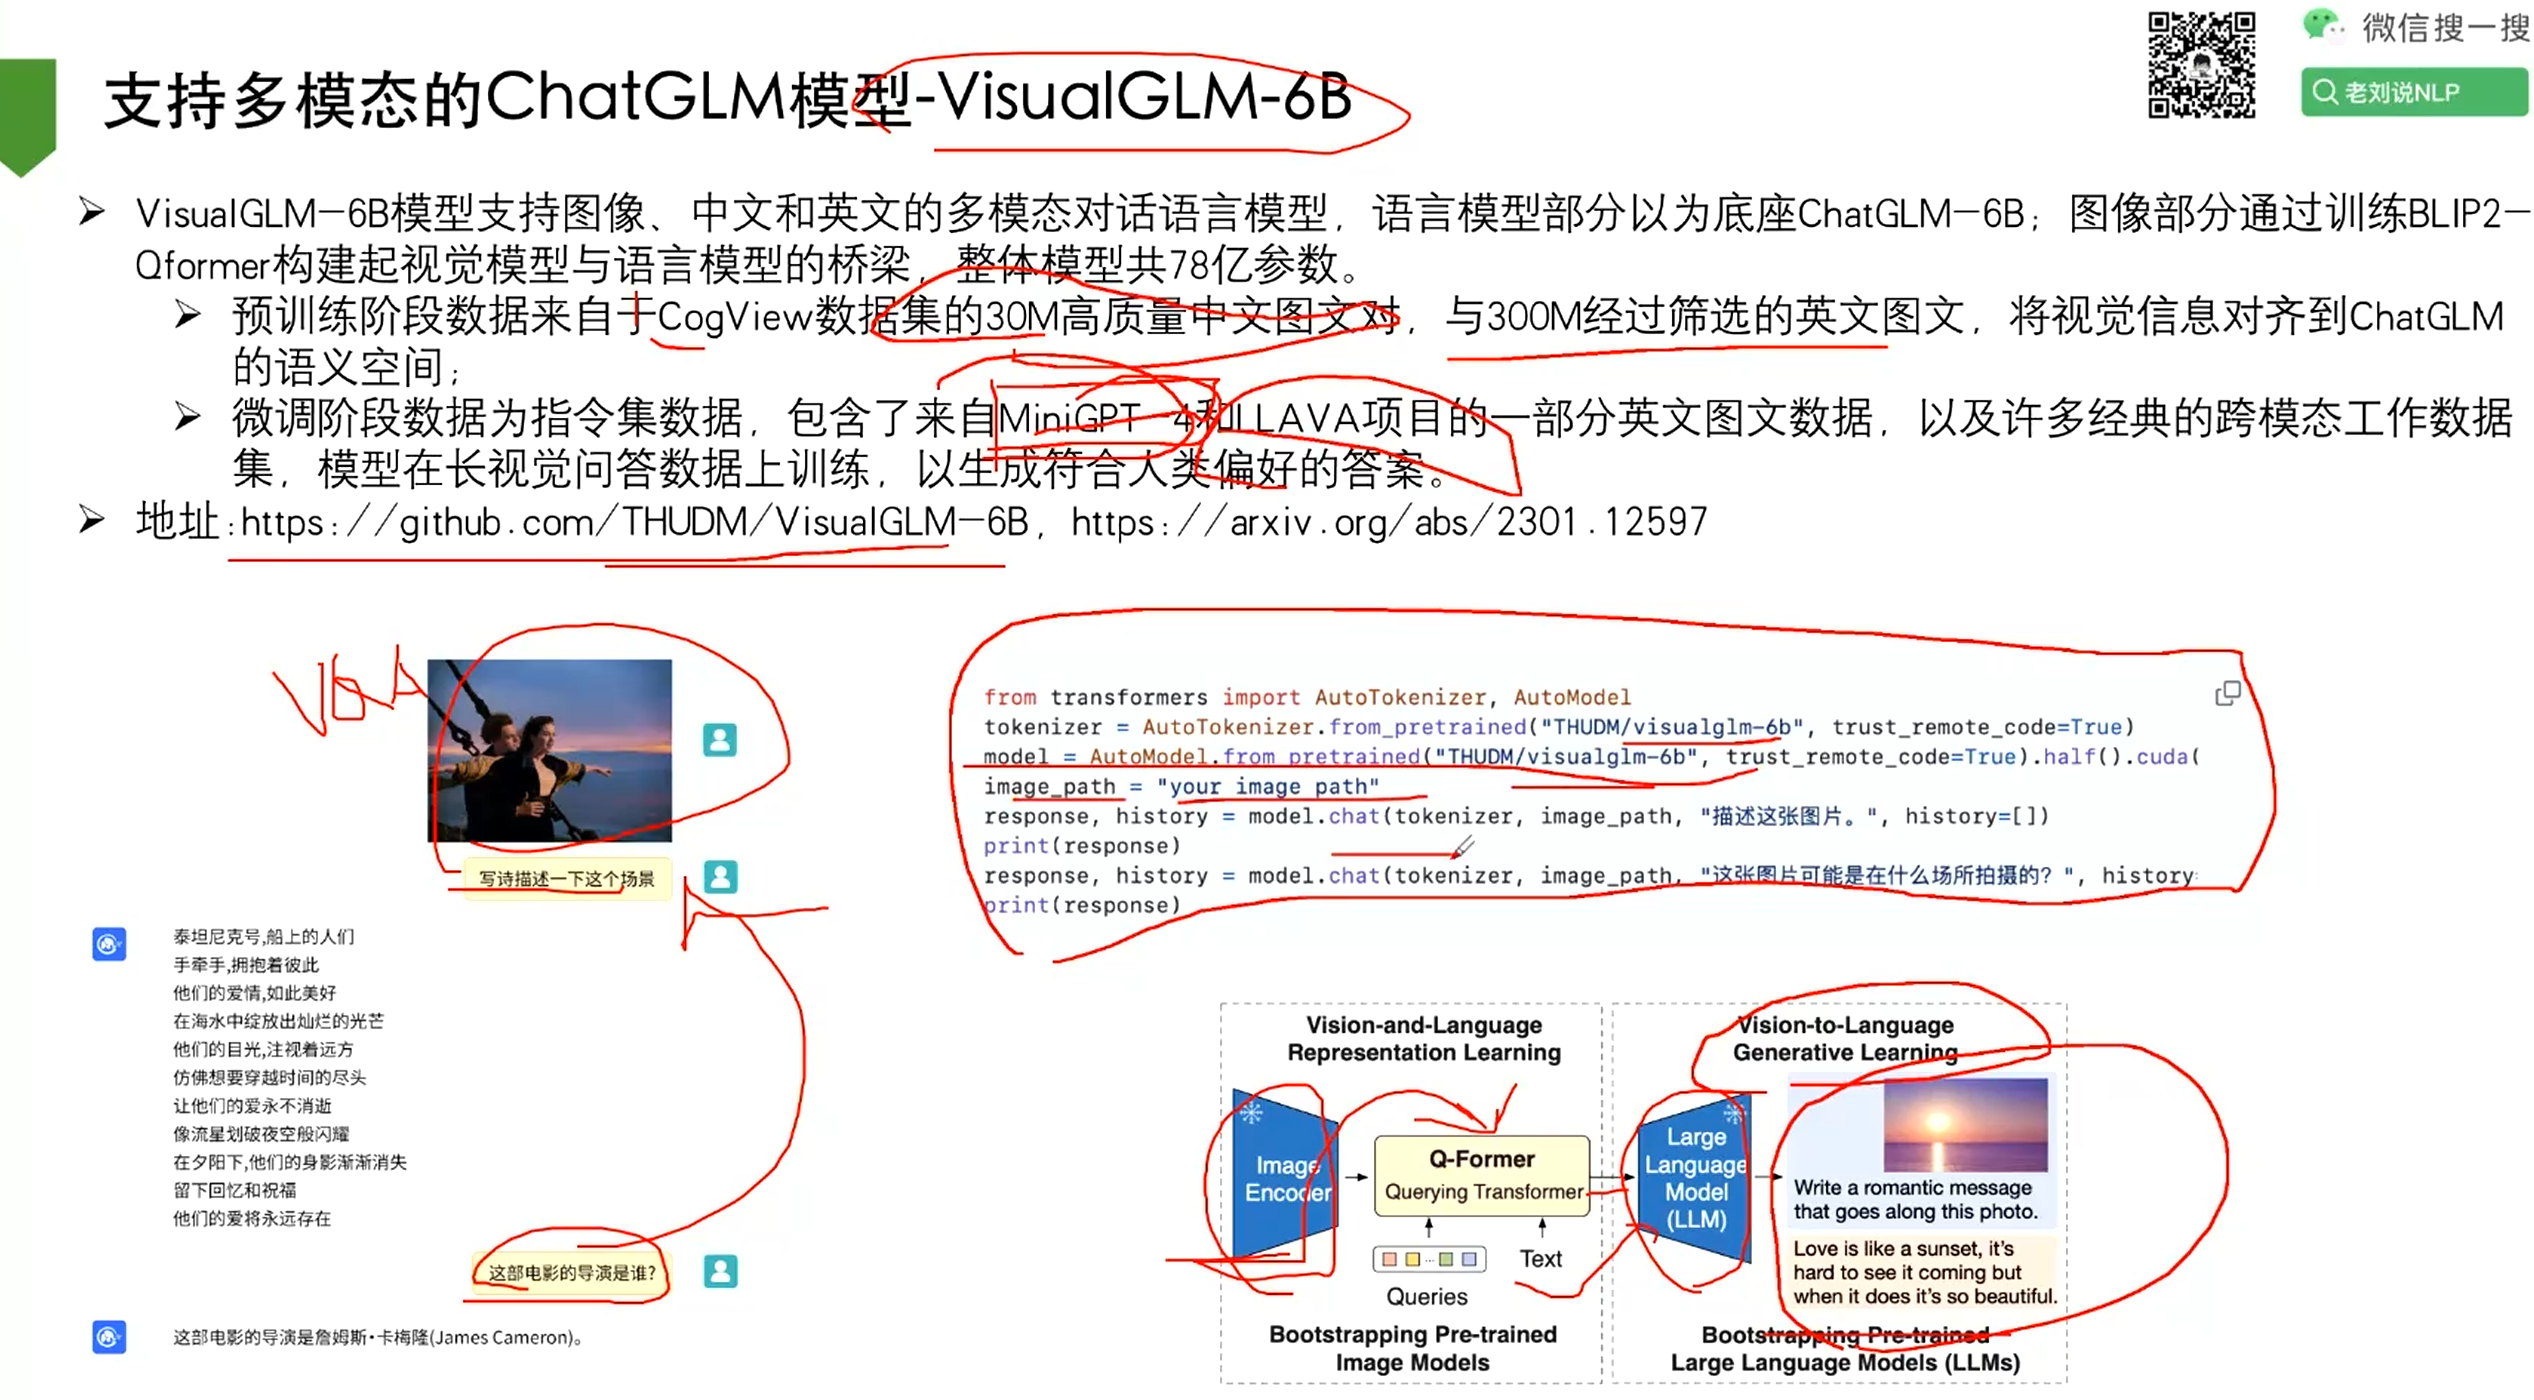 微信搜一搜
老刘说NLP
支持多模态的ChatGLM模型-VisualGLM-6B
VisualGLM-6B模型支持图像、中文和英文的多模态对话语言模型，语言模型部分以为底座ChatGLM-6B；图像部分通过训练BLIP2-
Qformer构建起视觉模型与语言模型的桥梁，整体模型共78亿参数。
预训练阶段数据来自于CogView数据集的30M高质量中文图文对，与300M经过筛选的英文图文，将视觉信息对齐到ChatGLM
的语义空间；
微调阶段数据为指令集数据，包含了来自MiniGPT-4和LLAVA项目的一部分英文图文数据，以及许多经典的跨模态工作数据
集，模型在长视觉问答数据上训练，以生成符合人类偏好的答案。
地址:https://github.com/THUDM/VisualGLM-6B，https://arxiv.org/abs/2301.12597
写诗描述一下这个场景
泰坦尼克号,船上的人们
手牵手,拥抱着彼此
他们的爱情,如此美好
在海水中绽放出灿烂的光芒
他们的目光,注视着远方
仿佛想要穿越时间的尽头
让他们的爱永不消逝
像流星划破夜空般闪耀
在夕阳下,他们的身影渐渐消失
留下回忆和祝福
他们的爱将永远存在
这部电影的导演是谁?
这部电影的导演是詹姆斯·卡梅隆(James Cameron)。
from transformers import AutoTokenizer, AutoModel
tokenizer = AutoTokenizer.from_pretrained("THUDM/visualglm-6b", trust_remote_code=True)
model = AutoModel.from_pretrained("THUDM/visualglm-6b", trust_remote_code=True).half().cuda(
image_path = "your image path"
response, history = model.chat(tokenizer, image_path, "描述这张图片。", history=[])
print(response)
response, history = model.chat(tokenizer, image_path, "这张图片可能是在什么场所拍摄的？", history
print(response)
Vision-and-Language
Representation Learning
Image
Encoder
Q-Former
Querying Transformer
Queries
Text
Bootstrapping Pre-trained
Image Models
Vision-to-Language
Generative Learning
Large
Language
Model
(LLM)
Write a romantic message
that goes along this photo.
Love is like a sunset, it's
hard to see it coming but
when it does it's so beautiful.
Bootstrapping Pre-trained
Large Language Models (LLMs)